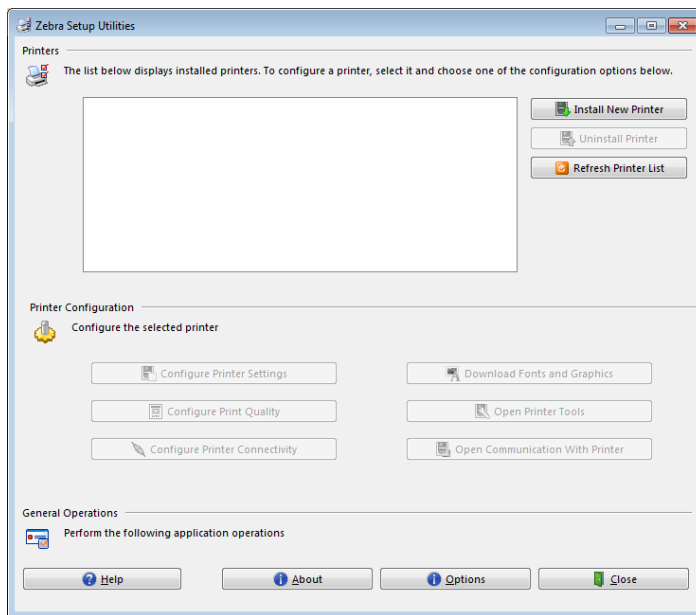 Zebra Setup Utilities
Printers
The list below displays installed printers. To configure a printer, select it and choose one of the configuration options below.
Install New Printer
Uninstall Printer
Refresh Printer List
Printer Configuration
Configure the selected printer
Configure Printer Settings
Download Fonts and Graphics
Configure Print Quality
Open Printer Tools
Configure Printer Connectivity
Open Communication With Printer
General Operations
Perform the following application operations
Help
About
Options
Close